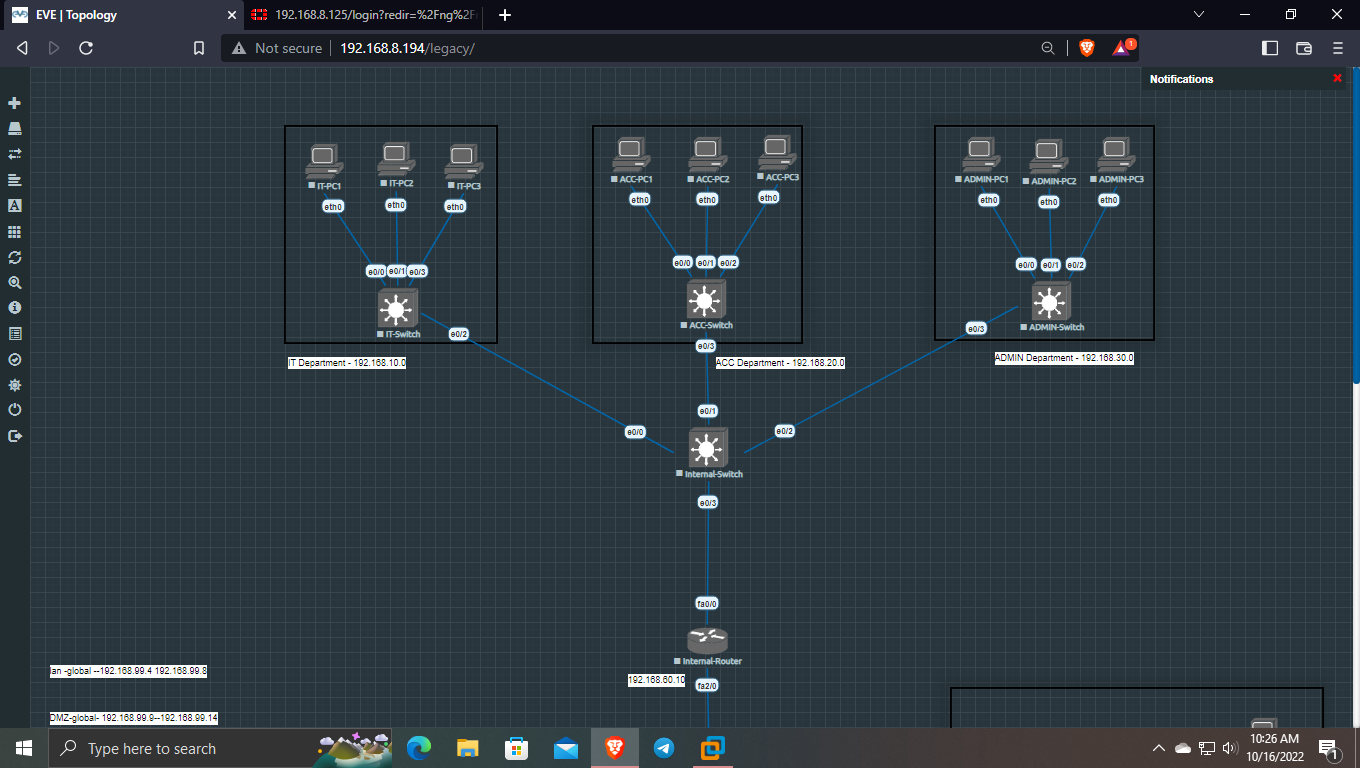 EVE | Topology
192.168.8.125/login?redir=%2Fng%2F
Not secure
192.168.8.194/legacy/
1
Notifications
IT-PC1
IT-PC2
IT-PC3
ACC-PC1
ACC-PC2
ACC-PC3
ADMIN-PC1
ADMIN-PC2
ADMIN-PC3
eth0
eth0
eth0
eth0
eth0
eth0
eth0
eth0
eth0
e0/0
e0/1
e0/3
e0/0
e0/1
e0/2
e0/0
e0/1
e0/2
IT-Switch
e0/2
ACC-Switch
e0/3
ADMIN-Switch
e0/3
IT Department - 192.168.10.0
ACC Department - 192.168.20.0
ADMIN Department - 192.168.30.0
e0/1
e0/0
e0/2
Internal-Switch
e0/3
fa0/0
Internal-Router
lan -global --192.168.99.4 192.168.99.8
192.168.60.10
fa2/0
DMZ-global- 192.168.99.9--192.168.99.14
Type here to search
10:26 AM
10/16/2022
1